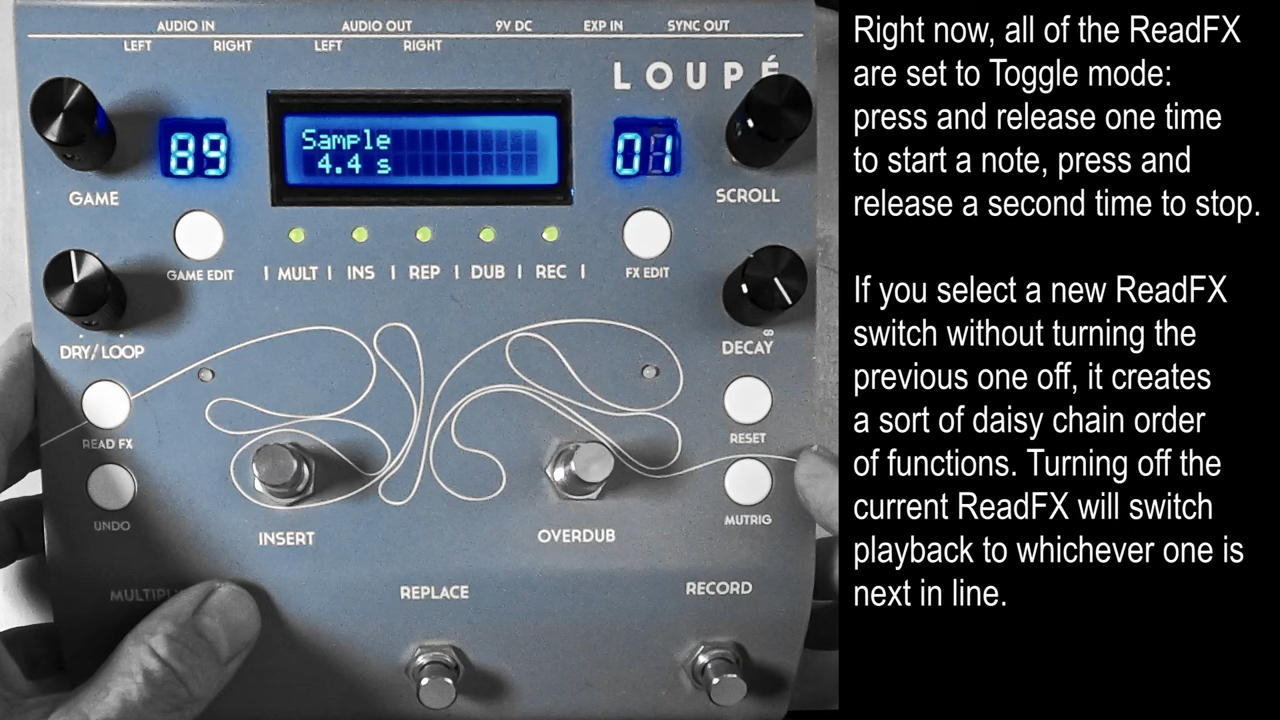 AUDIO IN
AUDIO OUT
9V DC
EXP IN
SYNC OUT
LEFT
RIGHT
LEFT
RIGHT
LOUPÉ
89
Sample
4.4 s
01
GAME
SCROLL
GAME EDIT
| MULT | INS | REP | DUB | REC |
FX EDIT
DRY/LOOP
∞
DECAY
READ FX
RESET
UNDO
MUTRIG
INSERT
OVERDUB
REPLACE
RECORD
Right now, all of the ReadFX
are set to Toggle mode:
press and release one time
to start a note, press and
release a second time to stop.
If you select a new ReadFX
switch without turning the
previous one off, it creates
a sort of daisy chain order
of functions. Turning off the
current ReadFX will switch
playback to whichever one is
next in line.